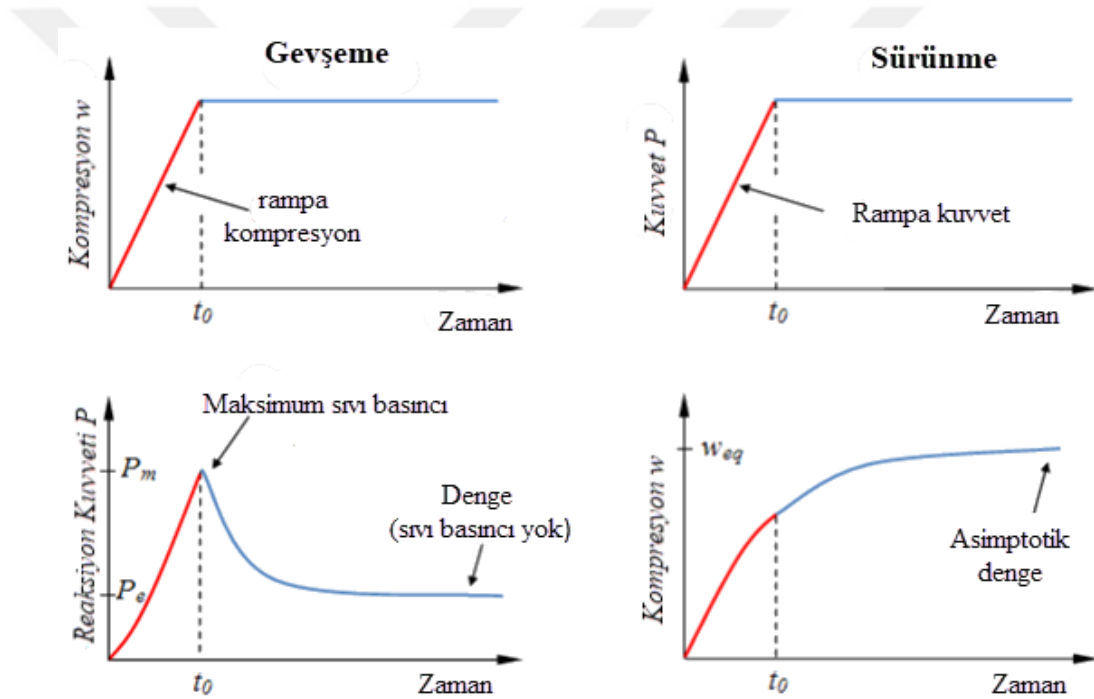 Gevşeme
Kompresyon w
rampa
kompresyon
t₀
Zaman
Sürünme
Kuvvet P
Rampa kuvvet
t₀
Zaman
Reaksiyon Kuvveti P
Maksimum sıvı basıncı
Pₘ
Denge
(sıvı basıncı yok)
Pₑ
t₀
Zaman
Kompresyon w
w_eq
Asimptotik
denge
t₀
Zaman